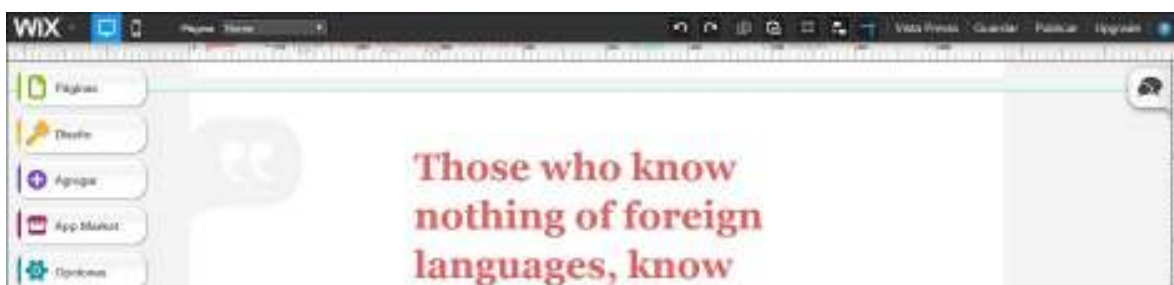 WIX
Página: Home
Vista Previa Guardar Publicar Upgrade
Páginas
Diseño
Agregar
App Market
Opciones
Those who know
nothing of foreign
languages, know